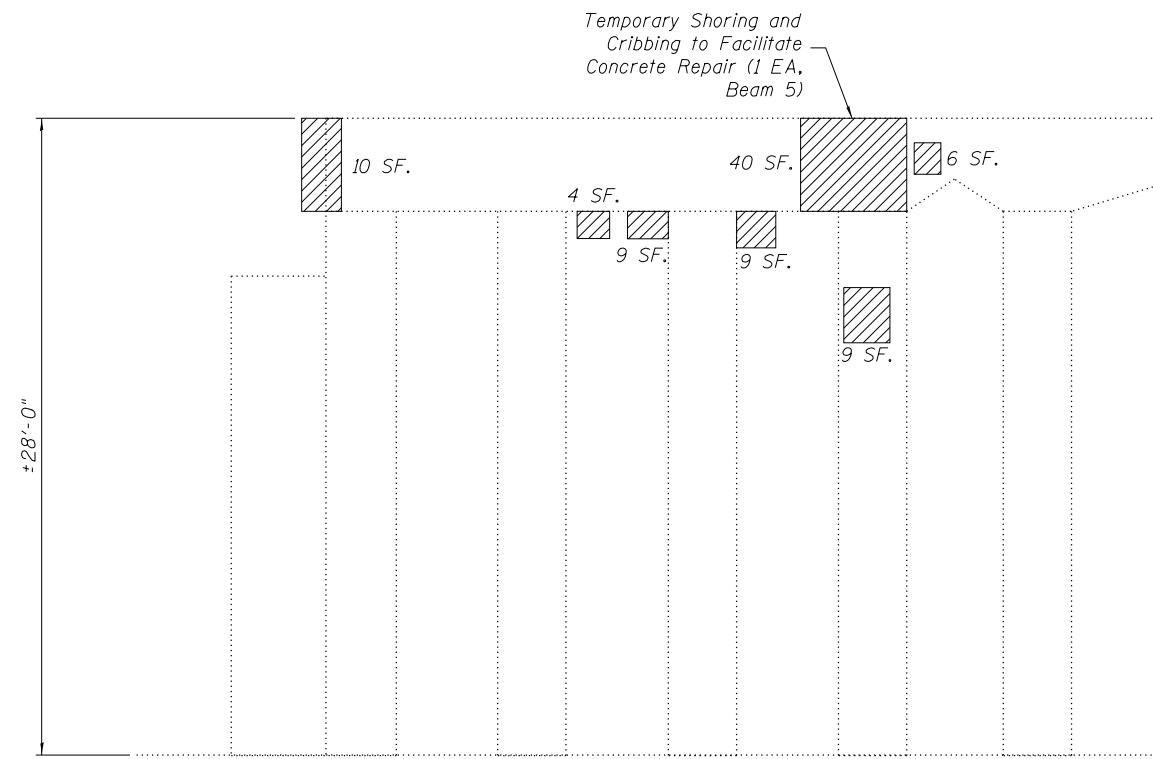 Temporary Shoring and
Cribbing to Facilitate
Concrete Repair (1 EA,
Beam 5)
10 SF.
40 SF.
6 SF.
4 SF.
9 SF.
9 SF.
9 SF.
±28'-0"